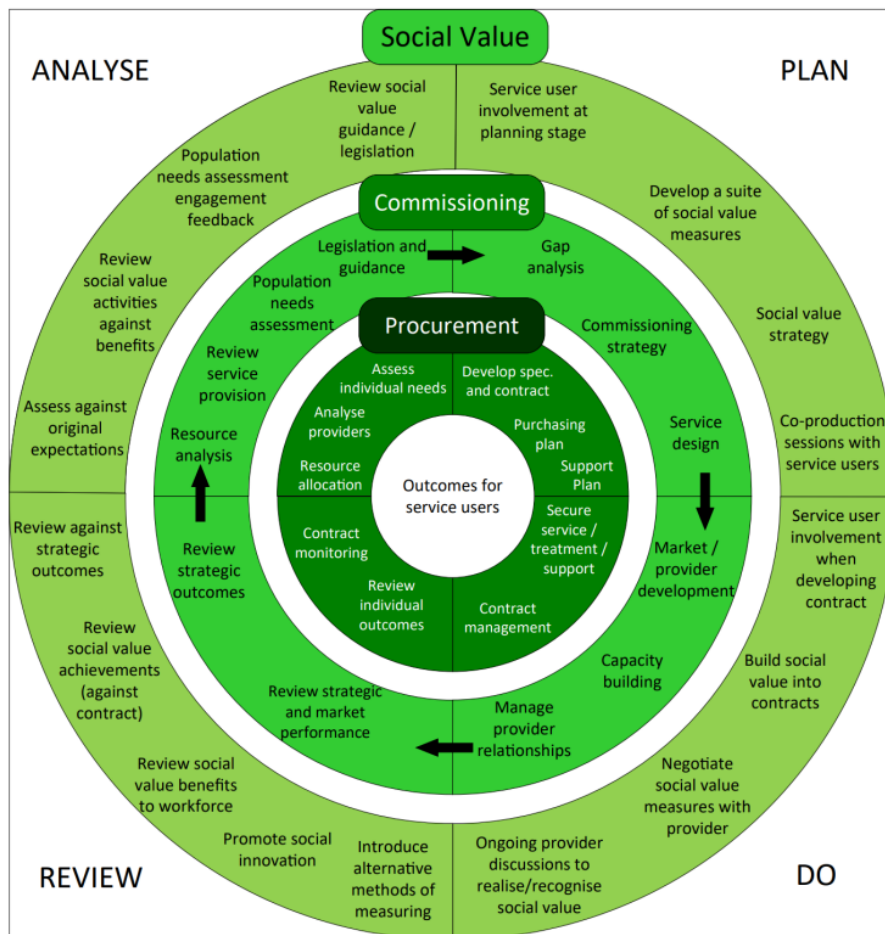 Social Value
ANALYSE
PLAN
Review social
value
guidance /
legislation
Service user
involvement at
planning stage
Population
needs assessment
engagement
feedback
Develop a suite
of social value
measures
Review
social value
activities
against
benefits
Social value
strategy
Assess against
original
expectations
Co-production
sessions with
service users
Review against
strategic
outcomes
Service user
involvement
when
developing
contract
Review
social value
achievements
(against
contract)
Build social
value into
contracts
Review social
value benefits
to workforce
Negotiate
social value
measures with
provider
Promote social
innovation
Introduce
alternative
methods of
measuring
Ongoing provider
discussions to
realise/recognise
social value
REVIEW
DO
Commissioning
Legislation and
guidance
Gap
analysis
Population
needs
assessment
Commissioning
strategy
Review
service
provision
Resource
analysis
Service
design
Review
strategic
outcomes
Market /
provider
development
Capacity
building
Review strategic
and market
performance
Manage
provider
relationships
Procurement
Assess
individual needs
Develop spec.
and contract
Analyse
providers
Purchasing
plan
Resource
allocation
Support
Plan
Outcomes for
service users
Contract
monitoring
Secure
service /
treatment /
support
Review
individual
outcomes
Contract
management